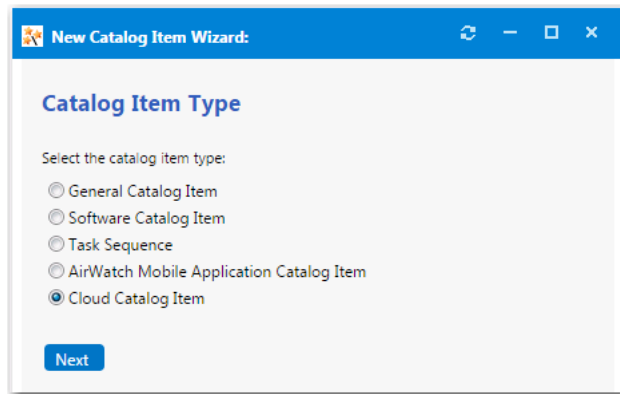 New Catalog Item Wizard:
Catalog Item Type
Select the catalog item type:
General Catalog Item
Software Catalog Item
Task Sequence
AirWatch Mobile Application Catalog Item
Cloud Catalog Item
Next